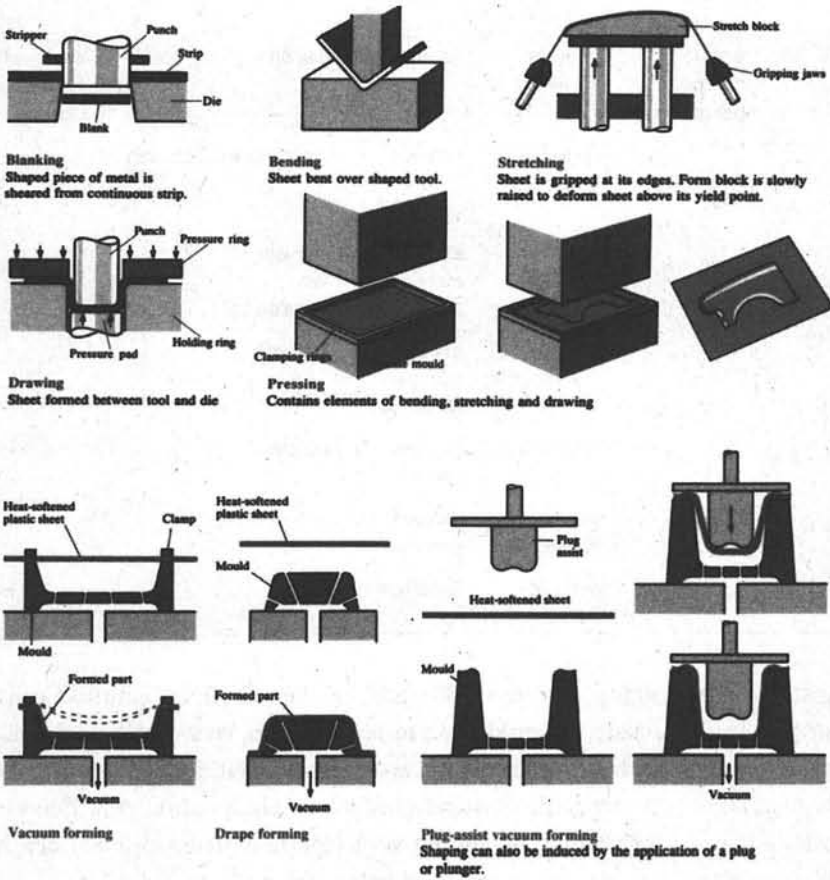 Stripper
Punch
Strip
Die
Blank
Blanking
Shaped piece of metal is
sheared from continuous strip.
Bending
Sheet bent over shaped tool.
Stretch block
Gripping jaws
Stretching
Sheet is gripped at its edges. Form block is slowly
raised to deform sheet above its yield point.
Punch
Pressure ring
Holding ring
Pressure pad
Drawing
Sheet formed between tool and die
Clamping rings
mould
Pressing
Contains elements of bending, stretching and drawing
Heat-softened
plastic sheet
Clamp
Mould
Formed part
Vacuum
Vacuum forming
Heat-softened
plastic sheet
Mould
Formed part
Vacuum
Drape forming
Plug
assist
Heat-softened sheet
Mould
Vacuum
Plug-assist vacuum forming
Shaping can also be induced by the application of a plug
or plunger.